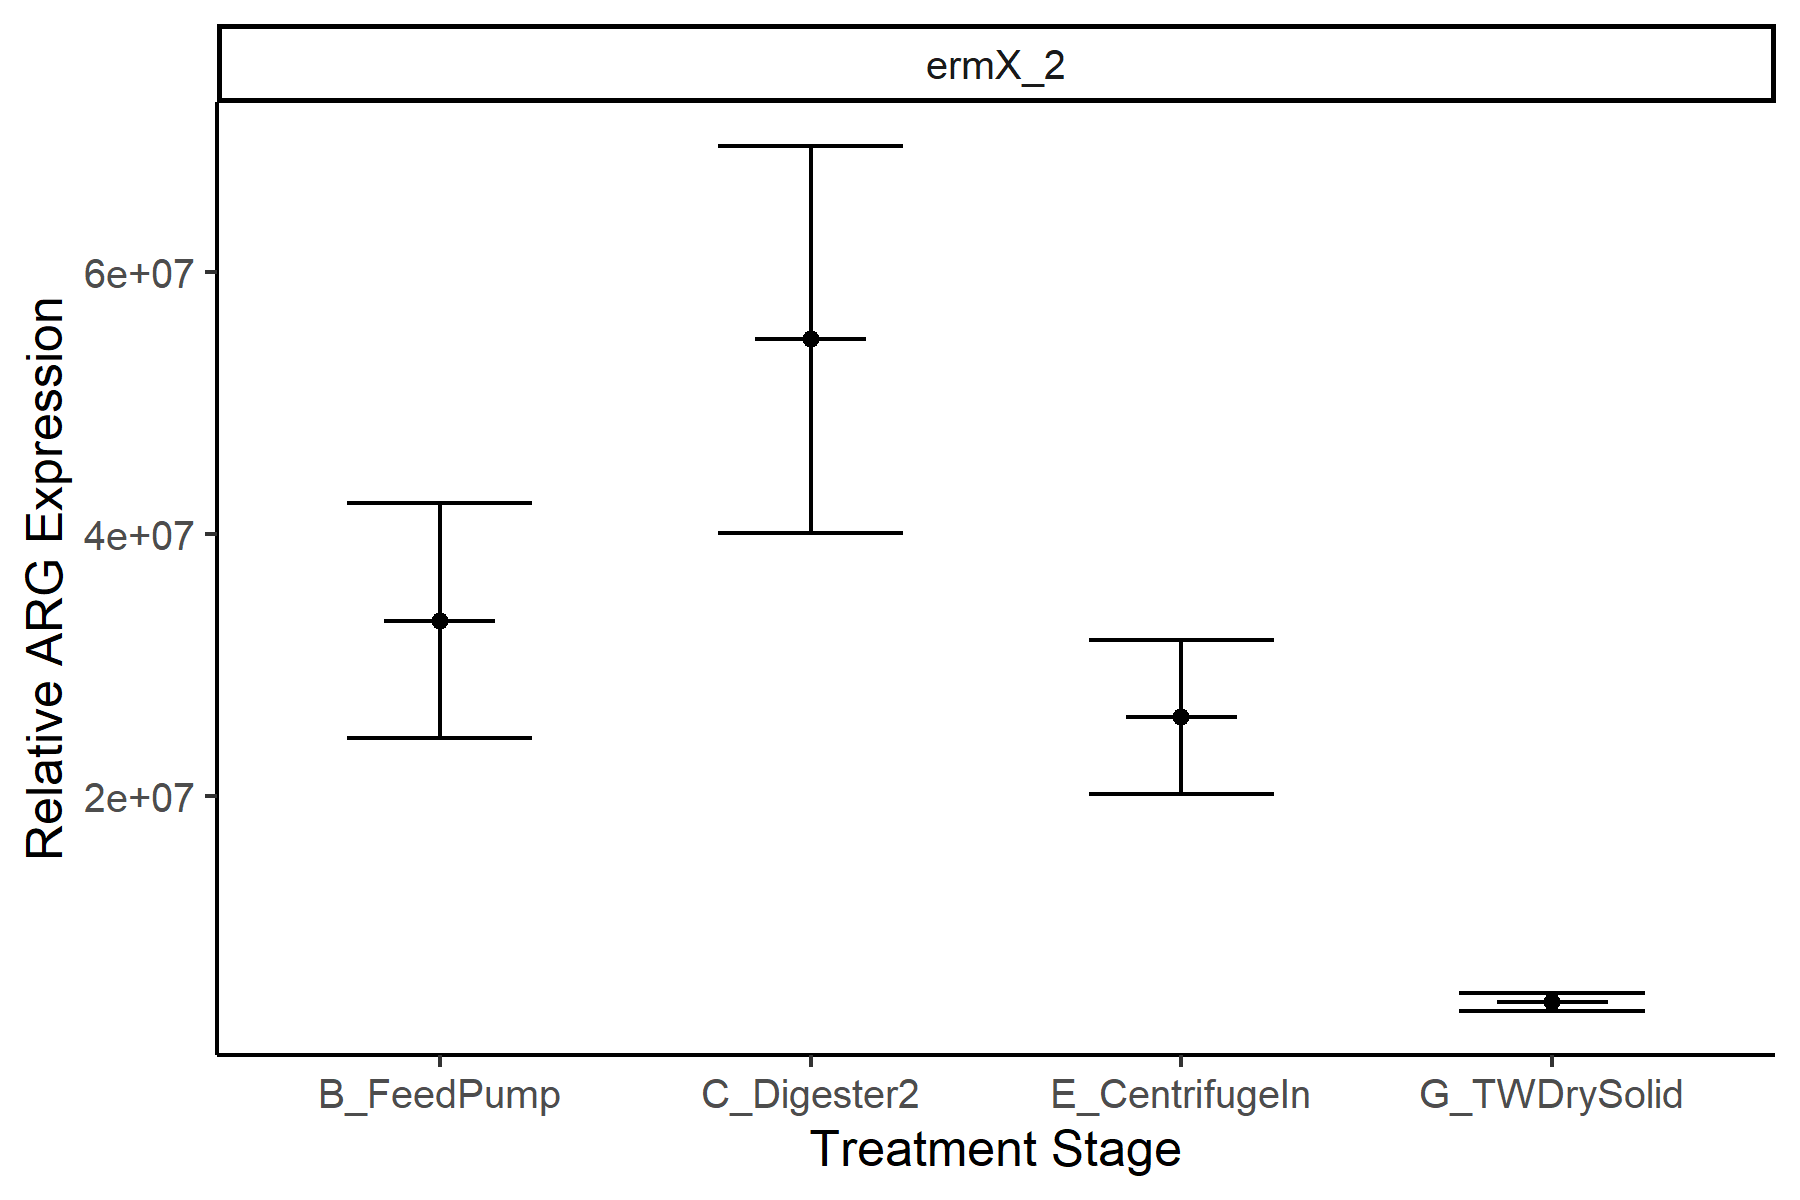 ermX_2
Relative ARG Expression
6e+07
4e+07
2e+07
B_FeedPump
C_Digester2
E_CentrifugeIn
G_TWDrySolid
Treatment Stage